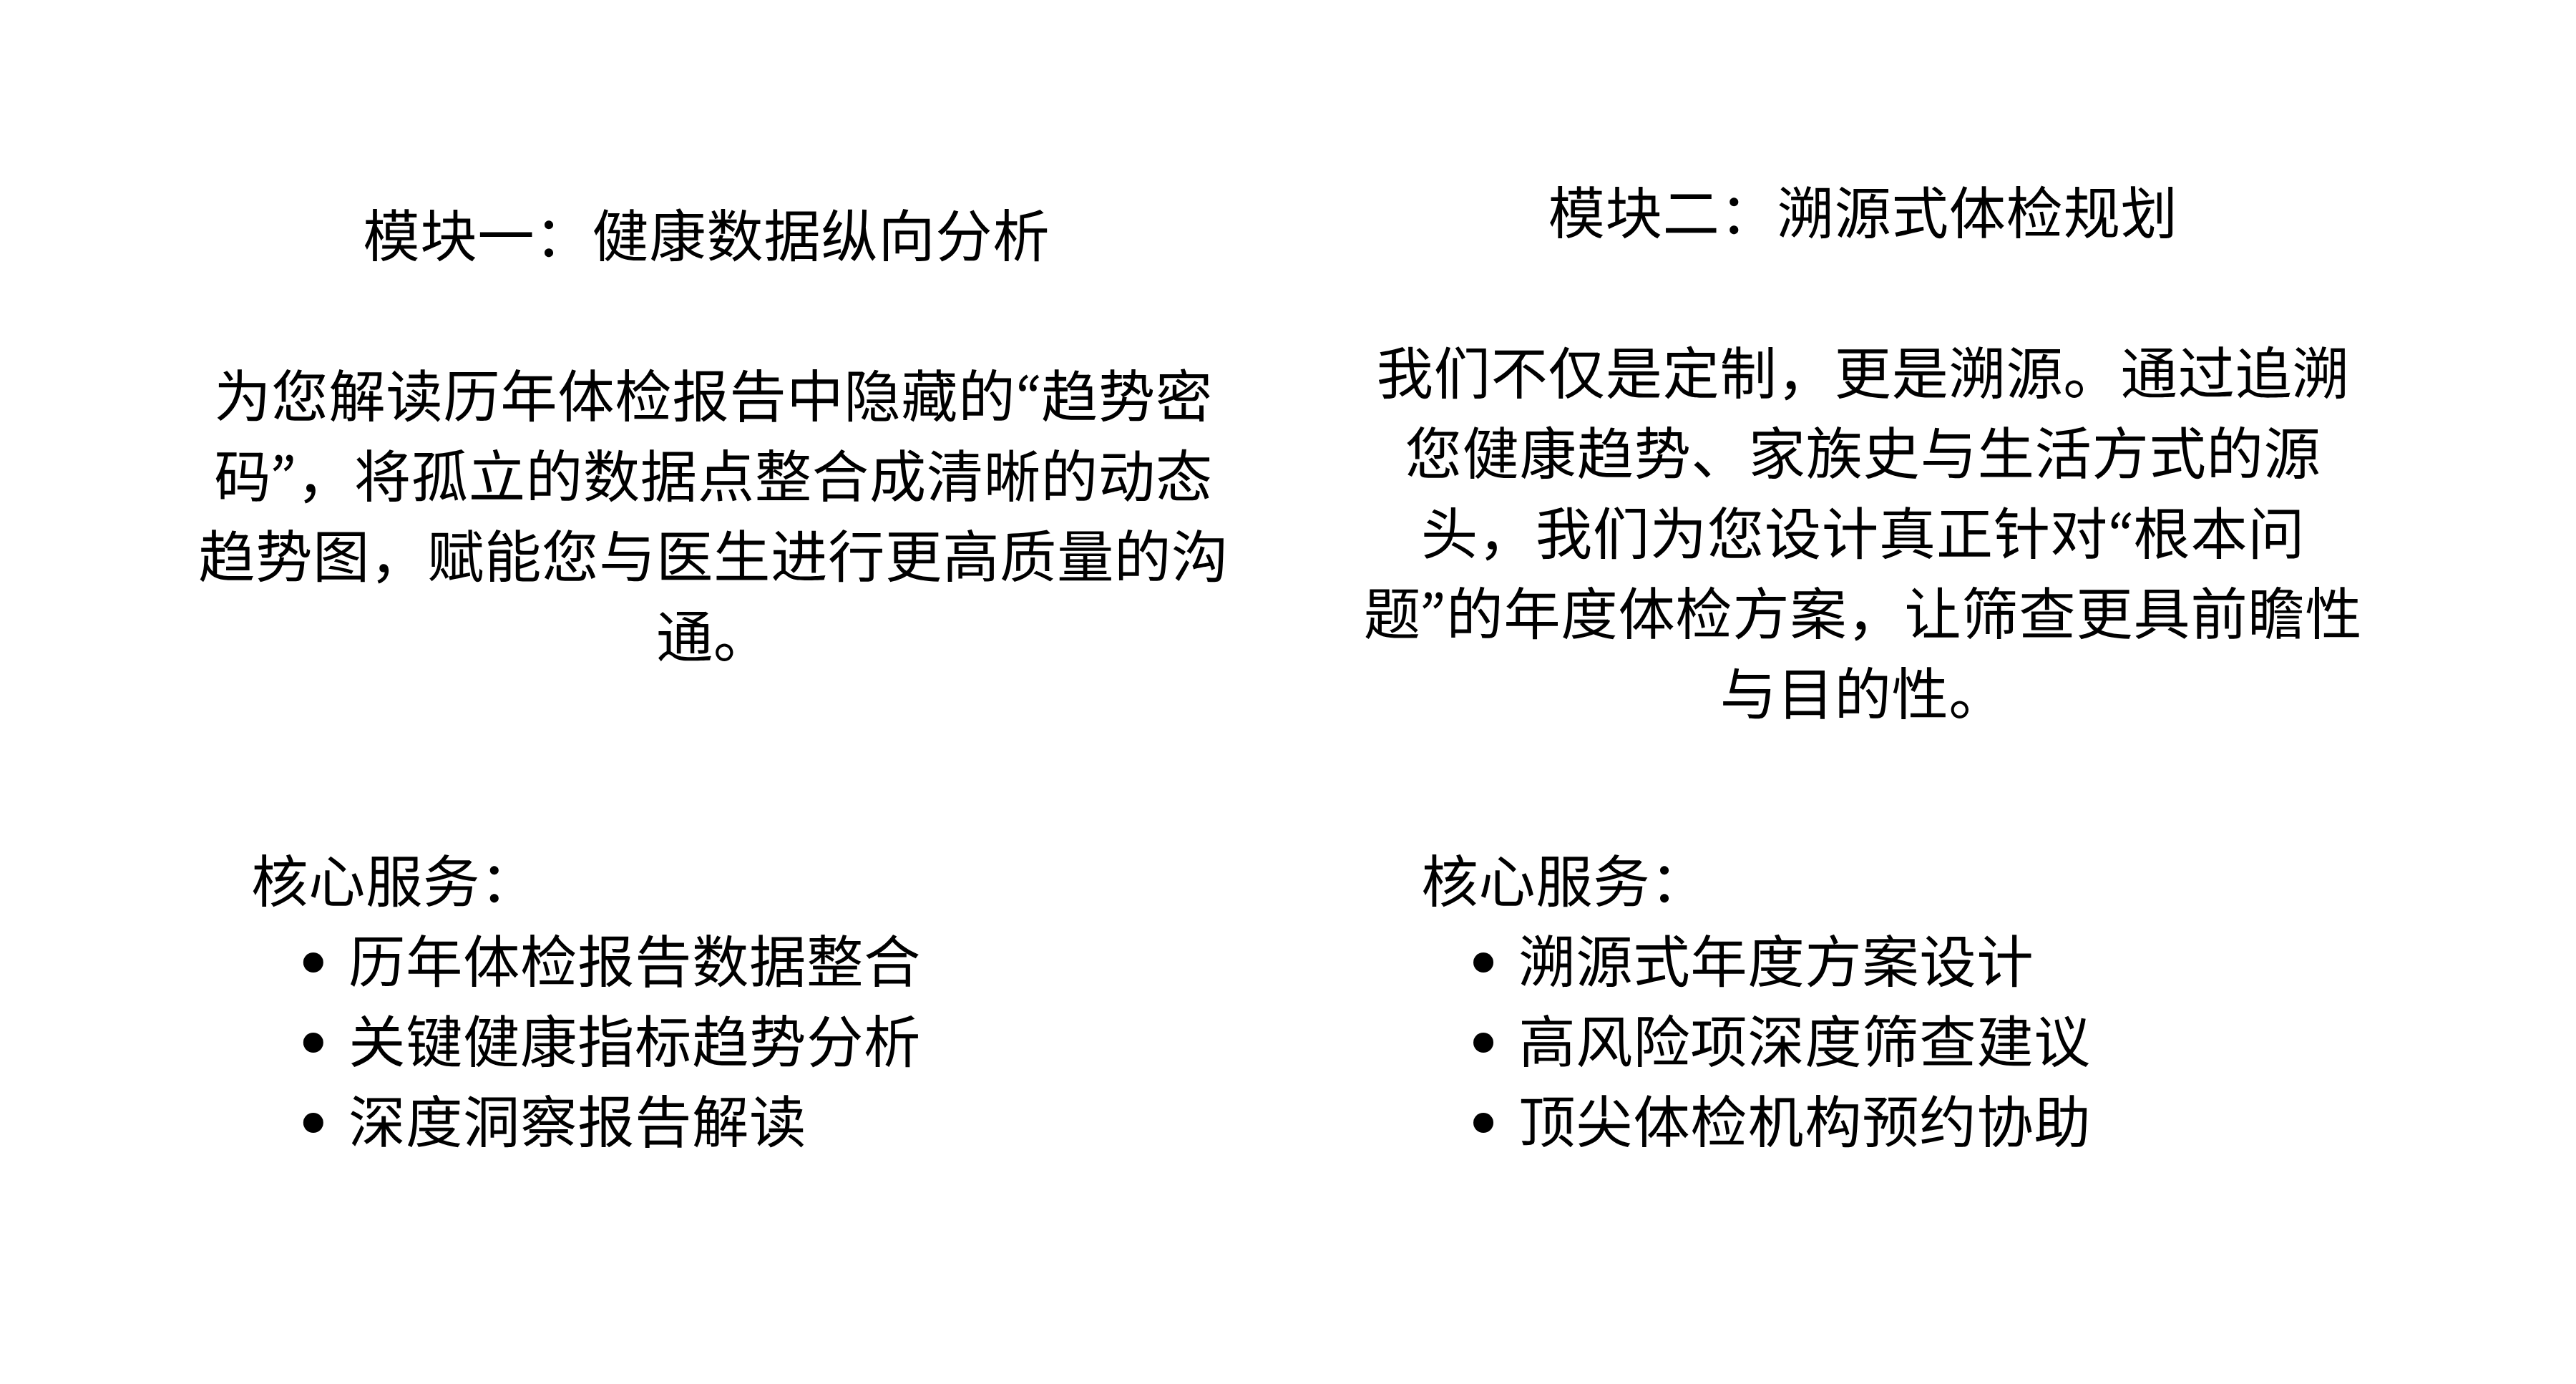 模块一：健康数据纵向分析
为您解读历年体检报告中隐藏的“趋势密
码”，将孤立的数据点整合成清晰的动态
趋势图，赋能您与医生进行更高质量的沟
通。
核心服务：
• 历年体检报告数据整合
• 关键健康指标趋势分析
• 深度洞察报告解读
模块二：溯源式体检规划
我们不仅是定制，更是溯源。通过追溯
您健康趋势、家族史与生活方式的源
头，我们为您设计真正针对“根本问
题”的年度体检方案，让筛查更具前瞻性
与目的性。
核心服务：
• 溯源式年度方案设计
• 高风险项深度筛查建议
• 顶尖体检机构预约协助